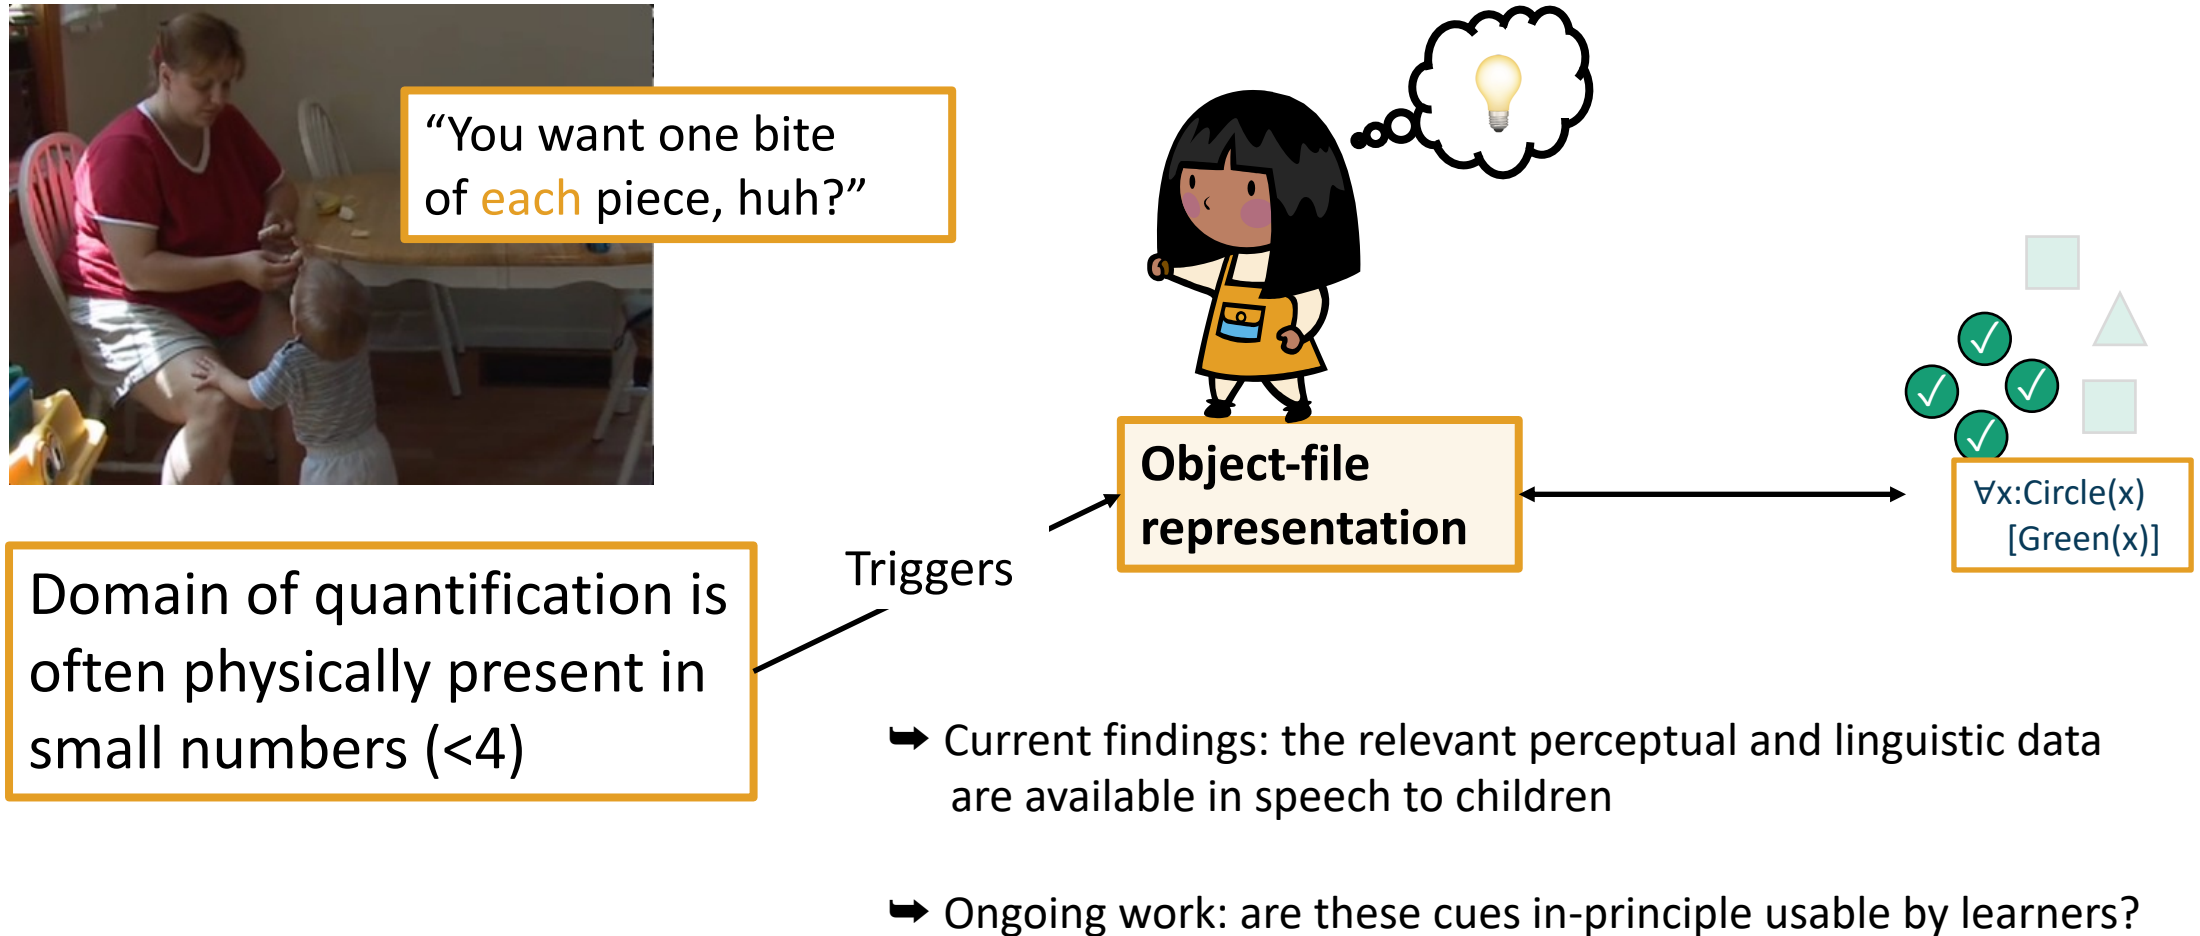 “You want one bite
of each piece, huh?”
Object-file
representation
∀x:Circle(x)
[Green(x)]
Triggers
Domain of quantification is
often physically present in
small numbers (<4)
➥ Current findings: the relevant perceptual and linguistic data
are available in speech to children
➥ Ongoing work: are these cues in-principle usable by learners?